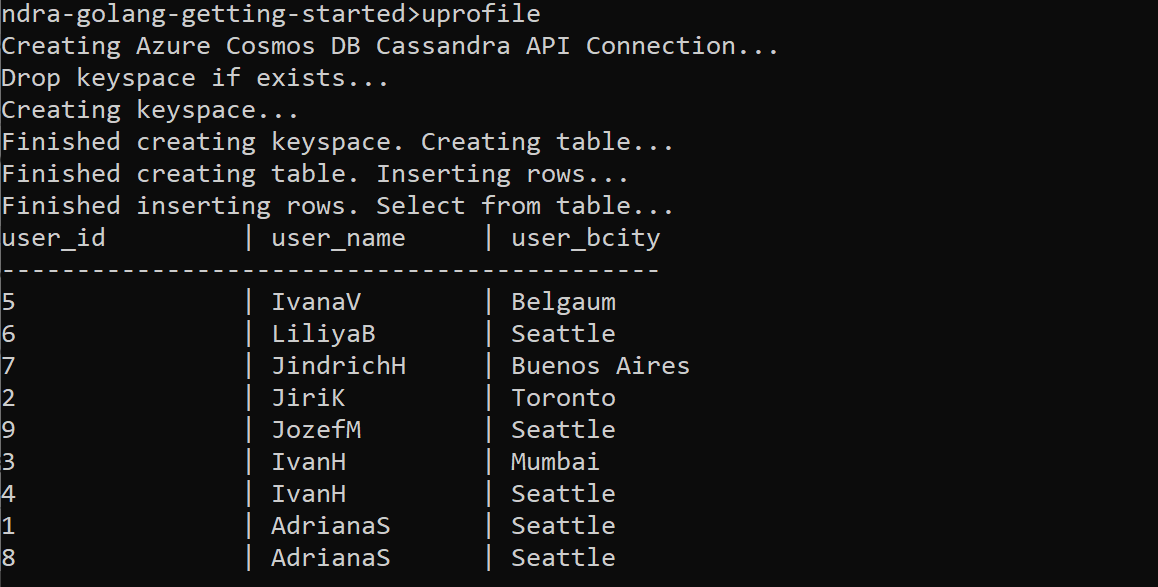 ndra-golang-getting-started>uprofile
Creating Azure Cosmos DB Cassandra API Connection...
Drop keyspace if exists...
Creating keyspace...
Finished creating keyspace. Creating table...
Finished creating table. Inserting rows...
Finished inserting rows. Select from table...
user_id         | user_name     | user_bcity
--------------------------------------------
5               | IvanaV        | Belgaum
6               | LiliyaB       | Seattle
7               | JindrichH     | Buenos Aires
2               | JiriK         | Toronto
9               | JozefM        | Seattle
3               | IvanH         | Mumbai
4               | IvanH         | Seattle
1               | AdrianaS      | Seattle
8               | AdrianaS      | Seattle